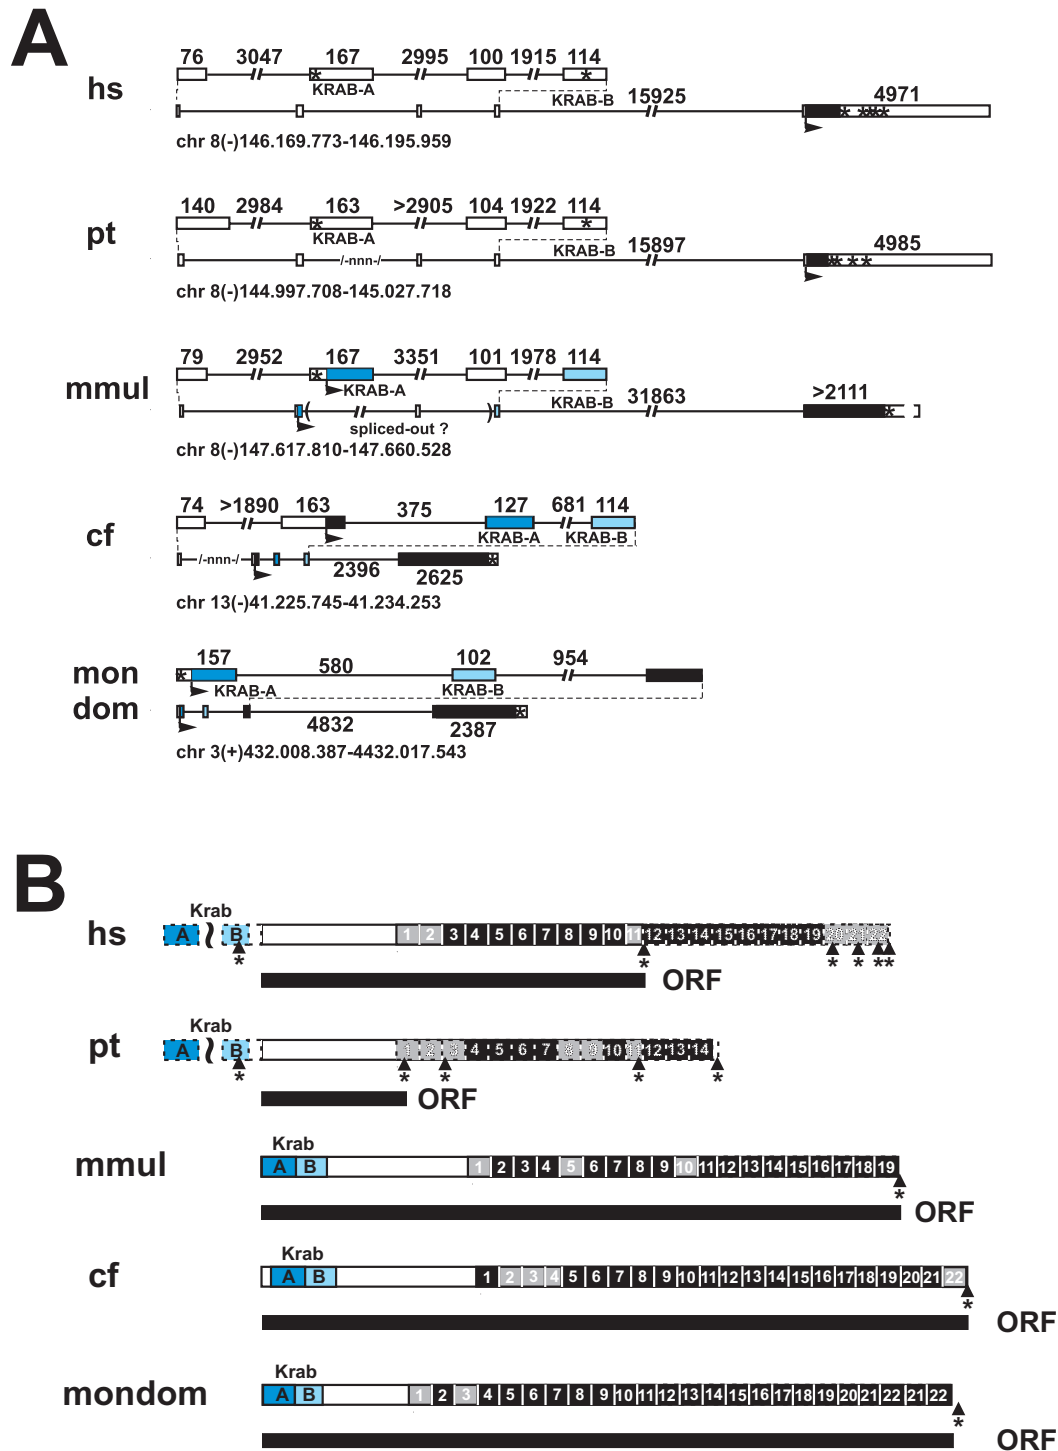 A
76 3047 167 2995 100 1915 114
hs
* *
KRAB-A
KRAB-B
15925 4971
* * * * *
chr 8(-)146.169.773-146.195.959
140 2984 163 >2905 104 1922 114
pt
* *
KRAB-A
KRAB-B
/-nnn-/
15897 4985
* * * *
chr 8(-)144.997.708-145.027.718
79 2952 167 3351 101 1978 114
mmul
*
KRAB-A
KRAB-B
31863 >2111
( )
*
spliced-out ?
chr 8(-)147.617.810-147.660.528
74 >1890 163 375 127 681 114
cf
KRAB-A KRAB-B
/-nnn-/
2396 2625
*
chr 13(-)41.225.745-41.234.253
mon
157 580 102 954
*
KRAB-A KRAB-B
dom
4832 2387
*
chr 3(+)432.008.387-4432.017.543
B
Krab
hs
A B 1 2 3 4 5 6 7 8 9 10 11 12 13 14 15 16 17 18 19 20 21
* * * * * *
ORF
Krab
pt
A B 1 2 3 4 5 6 7 8 9 10 11 12 13 14
* * * * *
ORF
Krab
mmul
A B 1 2 3 4 5 6 7 8 9 10 11 12 13 14 15 16 17 18 19
*
ORF
Krab
cf
A B 1 2 3 4 5 6 7 8 9 10 11 12 13 14 15 16 17 18 19 20 21 22
*
ORF
Krab
mondom
A B 1 2 3 4 5 6 7 8 9 10 11 12 13 14 15 16 17 18 19 20 21 22 21 22
*
ORF